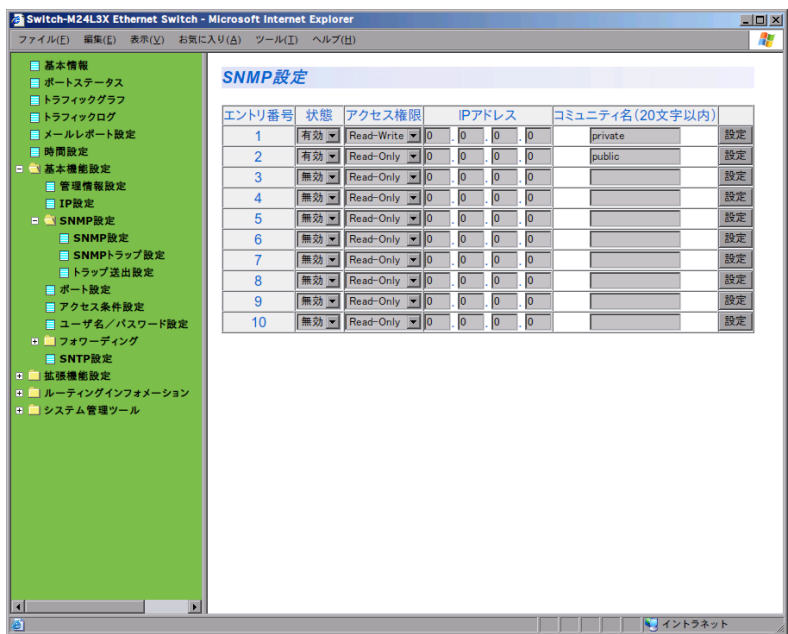 Switch-M24L3X Ethernet Switch - Microsoft Internet Explorer
ファイル(F) 編集(E) 表示(V) お気に入り(A) ツール(T) ヘルプ(H)
基本情報
ポートステータス
トラフィックグラフ
トラフィックログ
メールレポート設定
時間設定
基本機能設定
管理情報設定
IP設定
SNMP設定
SNMP設定
SNMPトラップ設定
トラップ送出設定
ポート設定
アクセス条件設定
ユーザ名／パスワード設定
フォワーディング
SNTP設定
拡張機能設定
ルーティングインフォメーション
システム管理ツール
SNMP設定
エントリ番号 状態 アクセス権限 IPアドレス コミュニティ名(20文字以内)
1 有効 Read-Write 0 . 0 . 0 . 0 private 設定
2 有効 Read-Only 0 . 0 . 0 . 0 public 設定
3 無効 Read-Only 0 . 0 . 0 . 0 設定
4 無効 Read-Only 0 . 0 . 0 . 0 設定
5 無効 Read-Only 0 . 0 . 0 . 0 設定
6 無効 Read-Only 0 . 0 . 0 . 0 設定
7 無効 Read-Only 0 . 0 . 0 . 0 設定
8 無効 Read-Only 0 . 0 . 0 . 0 設定
9 無効 Read-Only 0 . 0 . 0 . 0 設定
10 無効 Read-Only 0 . 0 . 0 . 0 設定
イントラネット